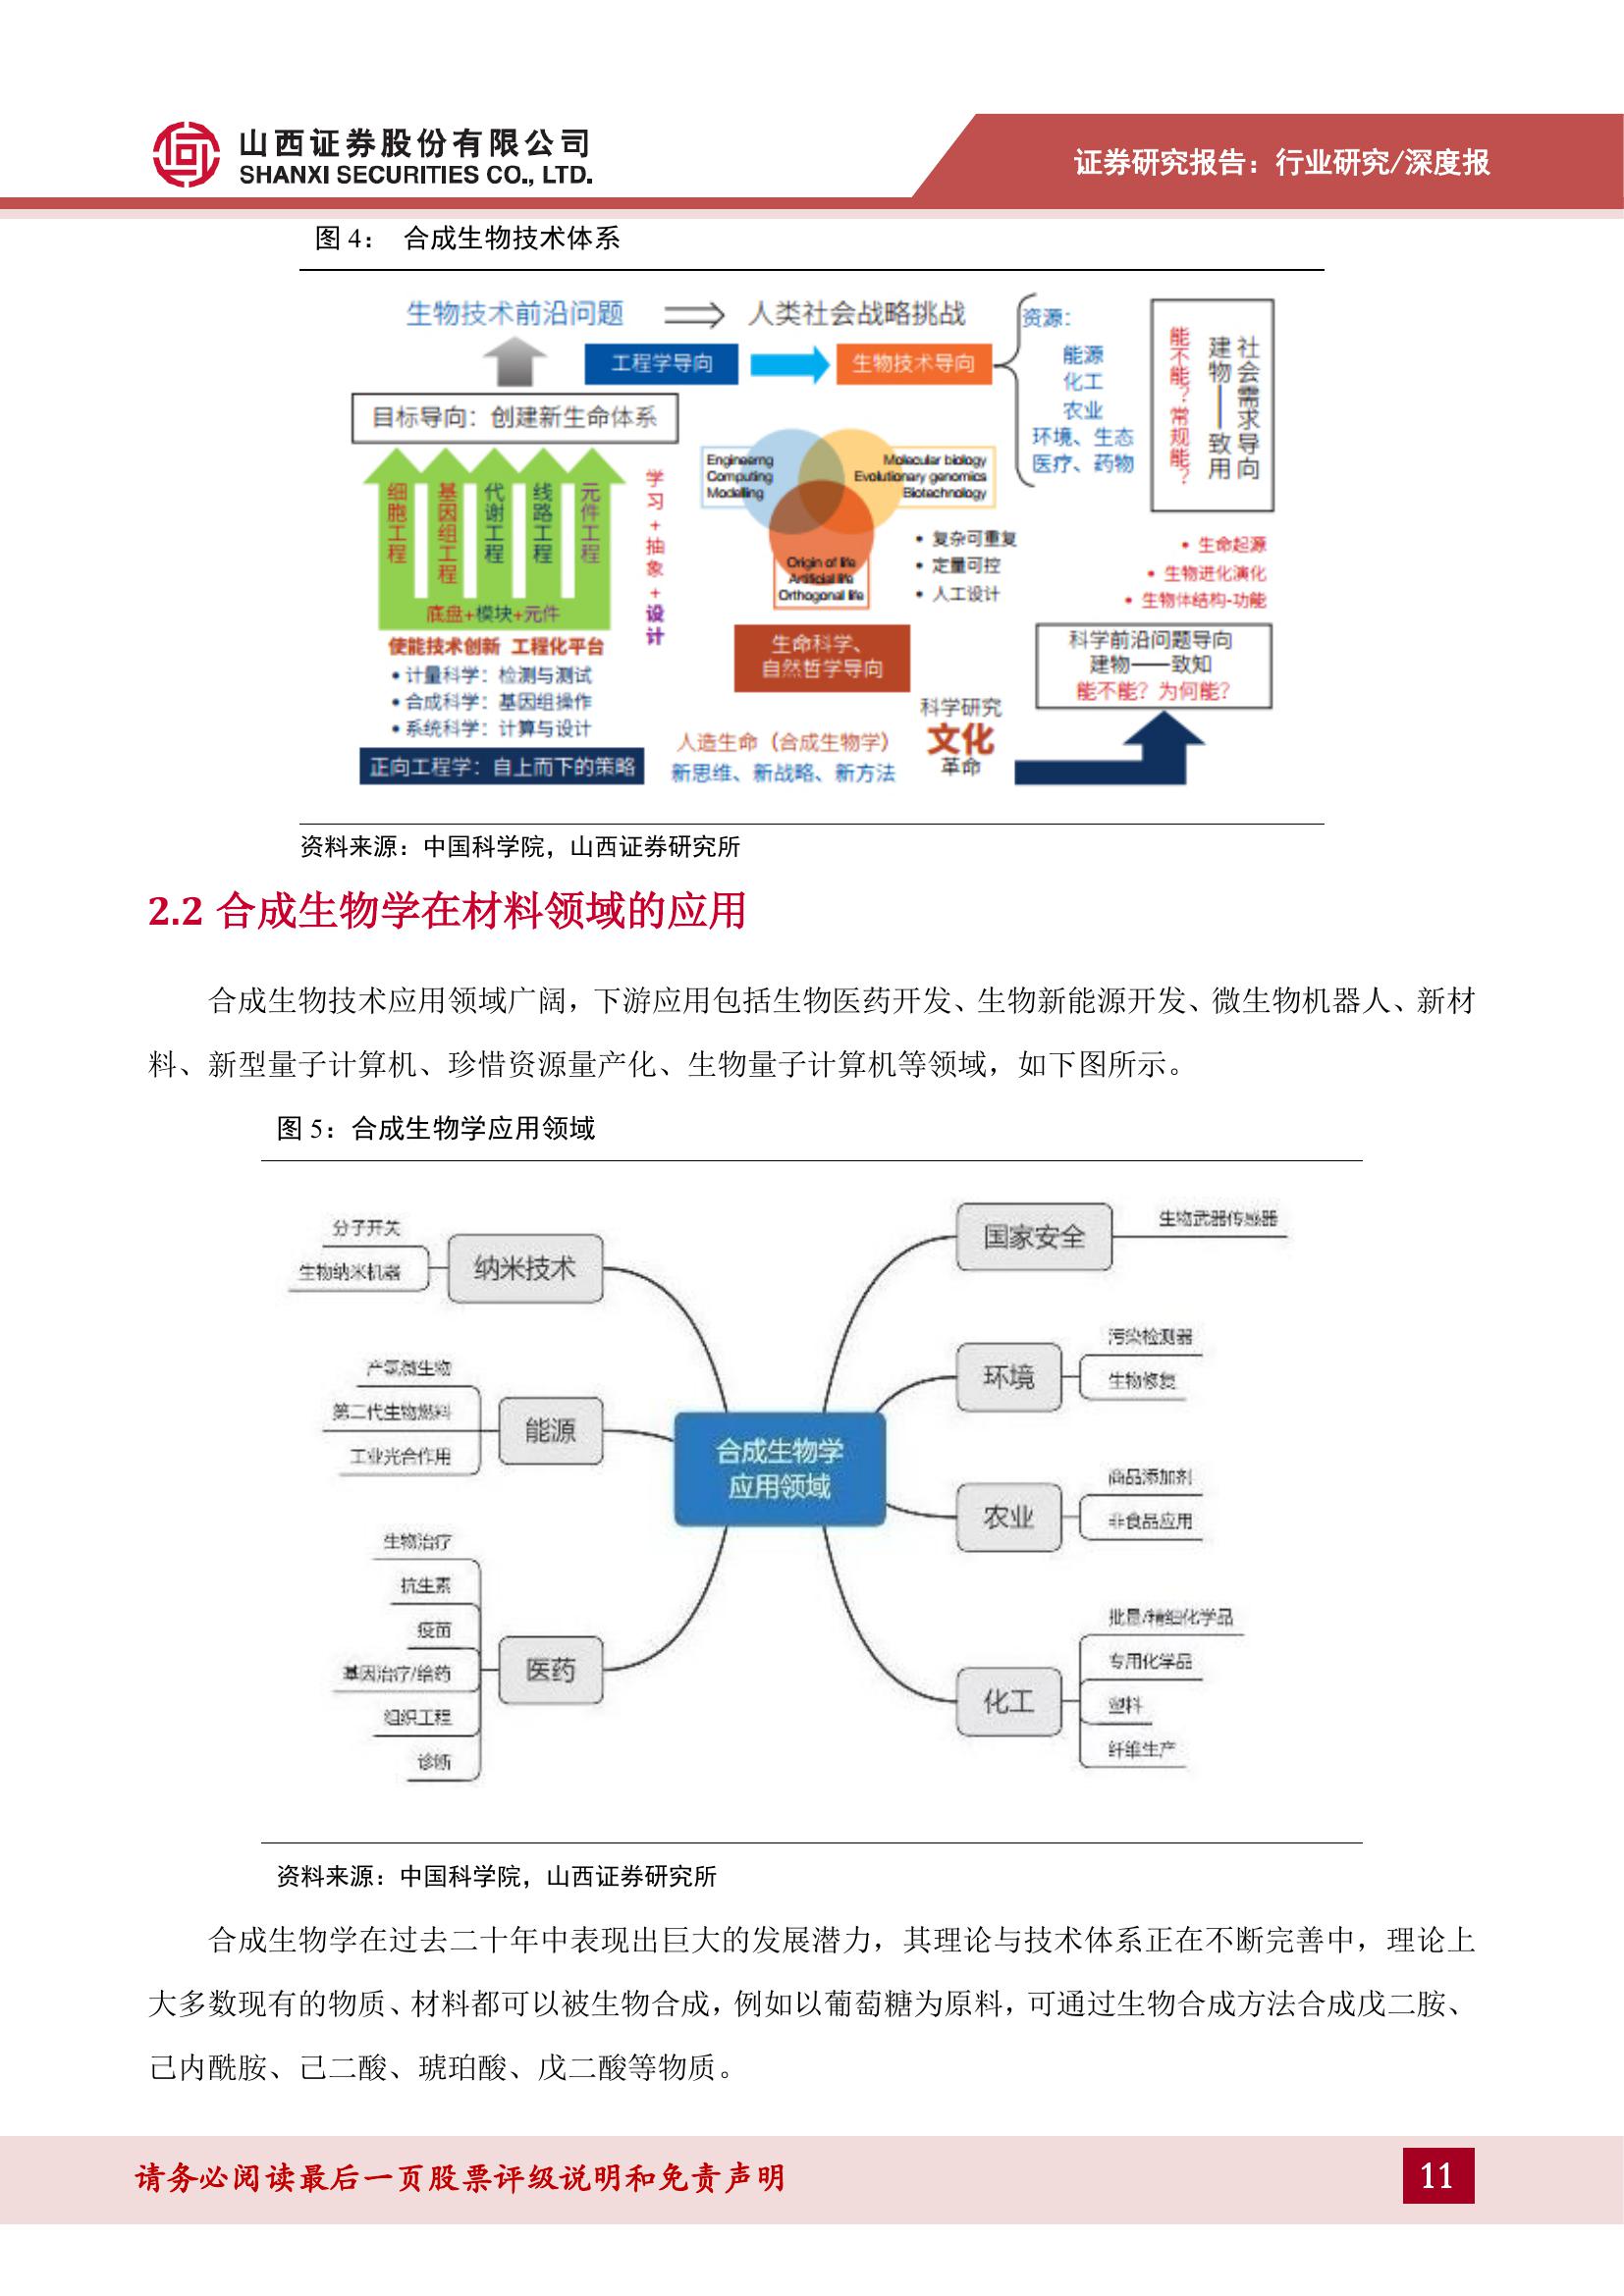 山西证券股份有限公司
SHANXI SECURITIES CO., LTD.
证券研究报告：行业研究/深度报
图 4： 合成生物技术体系
生物技术前沿问题
人类社会战略挑战
工程学导向
生物技术导向
资源：
能源
化工
农业
环境、生态
医疗、药物
能不能？常规能？
建物——致用
社会需求导向
目标导向：创建新生命体系
细胞工程
基因组工程
代谢工程
线路工程
元件工程
底盘+模块+元件
学习+抽象+设计
Engineerng
Computing
Modelling
Molecular biology
Evolutionary genomics
Biotechnology
Origin of life
Artificial life
Orthogonal life
• 复杂可重复
• 定量可控
• 人工设计
• 生命起源
• 生物进化演化
• 生物体结构-功能
使能技术创新 工程化平台
• 计量科学：检测与测试
• 合成科学：基因组操作
• 系统科学：计算与设计
正向工程学：自上而下的策略
生命科学、
自然哲学导向
人造生命（合成生物学）
新思维、新战略、新方法
科学研究
文化
革命
科学前沿问题导向
建物——致知
能不能？为何能？
资料来源：中国科学院，山西证券研究所
2.2 合成生物学在材料领域的应用
合成生物技术应用领域广阔，下游应用包括生物医药开发、生物新能源开发、微生物机器人、新材
料、新型量子计算机、珍惜资源量产化、生物量子计算机等领域，如下图所示。
图 5：合成生物学应用领域
合成生物学
应用领域
纳米技术
分子开关
生物纳米机器
能源
产氢微生物
第二代生物燃料
工业光合作用
医药
生物治疗
抗生素
疫苗
基因治疗/给药
组织工程
诊断
国家安全
生物武器传感器
环境
污染检测器
生物修复
农业
商品添加剂
非食品应用
化工
批量/精细化学品
专用化学品
塑料
纤维生产
资料来源：中国科学院，山西证券研究所
合成生物学在过去二十年中表现出巨大的发展潜力，其理论与技术体系正在不断完善中，理论上
大多数现有的物质、材料都可以被生物合成，例如以葡萄糖为原料，可通过生物合成方法合成戊二胺、
己内酰胺、己二酸、琥珀酸、戊二酸等物质。
请务必阅读最后一页股票评级说明和免责声明
11